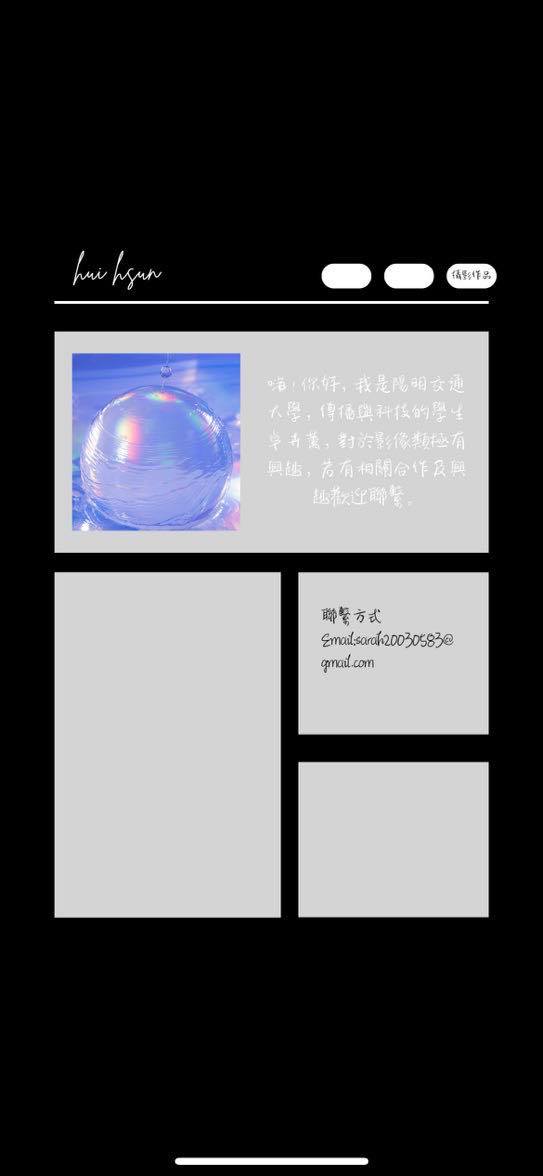 hui hsun
攝影作品
嗨!你好,我是陽明交通
大學,傳播與科技的學生
卓卉薰,對於影像類極有
興趣,若有相關合作及興
趣歡迎聯繫。
聯繫方式
Email:sarah20030583@
gmail.com